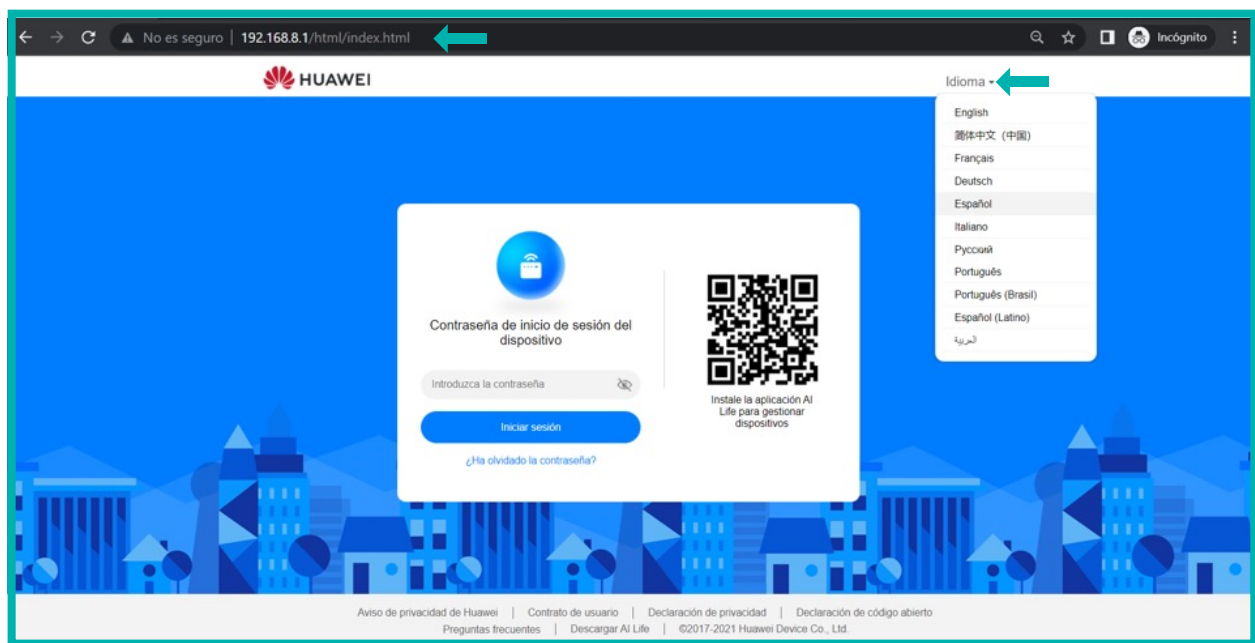 No es seguro | 192.168.8.1/html/index.html
Incógnito
HUAWEI
Idioma
English
简体中文 (中国)
Français
Deutsch
Español
Italiano
Русский
Português
Português (Brasil)
Español (Latino)
العربية
Contraseña de inicio de sesión del
dispositivo
Introduzca la contraseña
Iniciar sesión
¿Ha olvidado la contraseña?
Instale la aplicación AI
Life para gestionar
dispositivos
Aviso de privacidad de Huawei | Contrato de usuario | Declaración de privacidad | Declaración de código abierto
Preguntas frecuentes | Descargar AI Life | ©2017-2021 Huawei Device Co., Ltd.